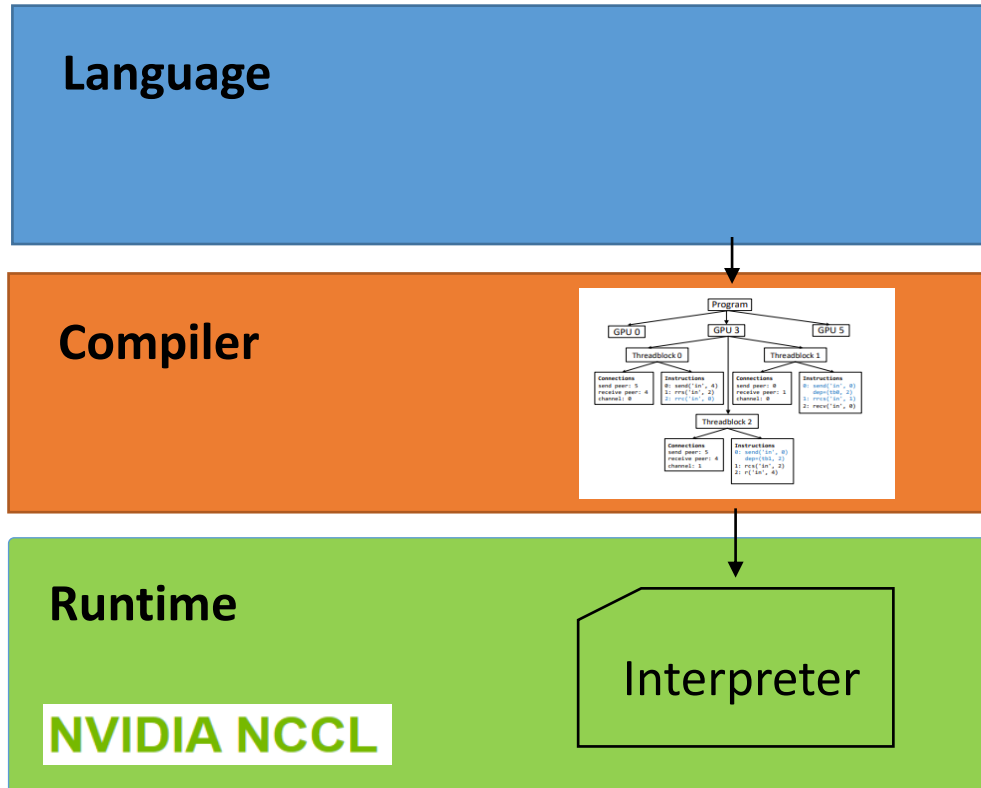 Language
Compiler
Program
GPU 0
GPU 3
GPU 5
Threadblock 0
Threadblock 1
Connections
send peer: 5
receive peer: 4
channel: 0
Instructions
0: send('in', 4)
1: rrs('in', 2)
2: rrc('in', 0)
Connections
send peer: 0
receive peer: 1
channel: 0
Instructions
0: send('in', 0)
dep=(tb0, 2)
1: rrcs('in', 1)
2: recv('in', 0)
Threadblock 2
Connections
send peer: 5
receive peer: 4
channel: 1
Instructions
0: send('in', 0)
dep=(tb1, 2)
1: rcs('in', 2)
2: r('in', 4)
Runtime
Interpreter
NVIDIA NCCL